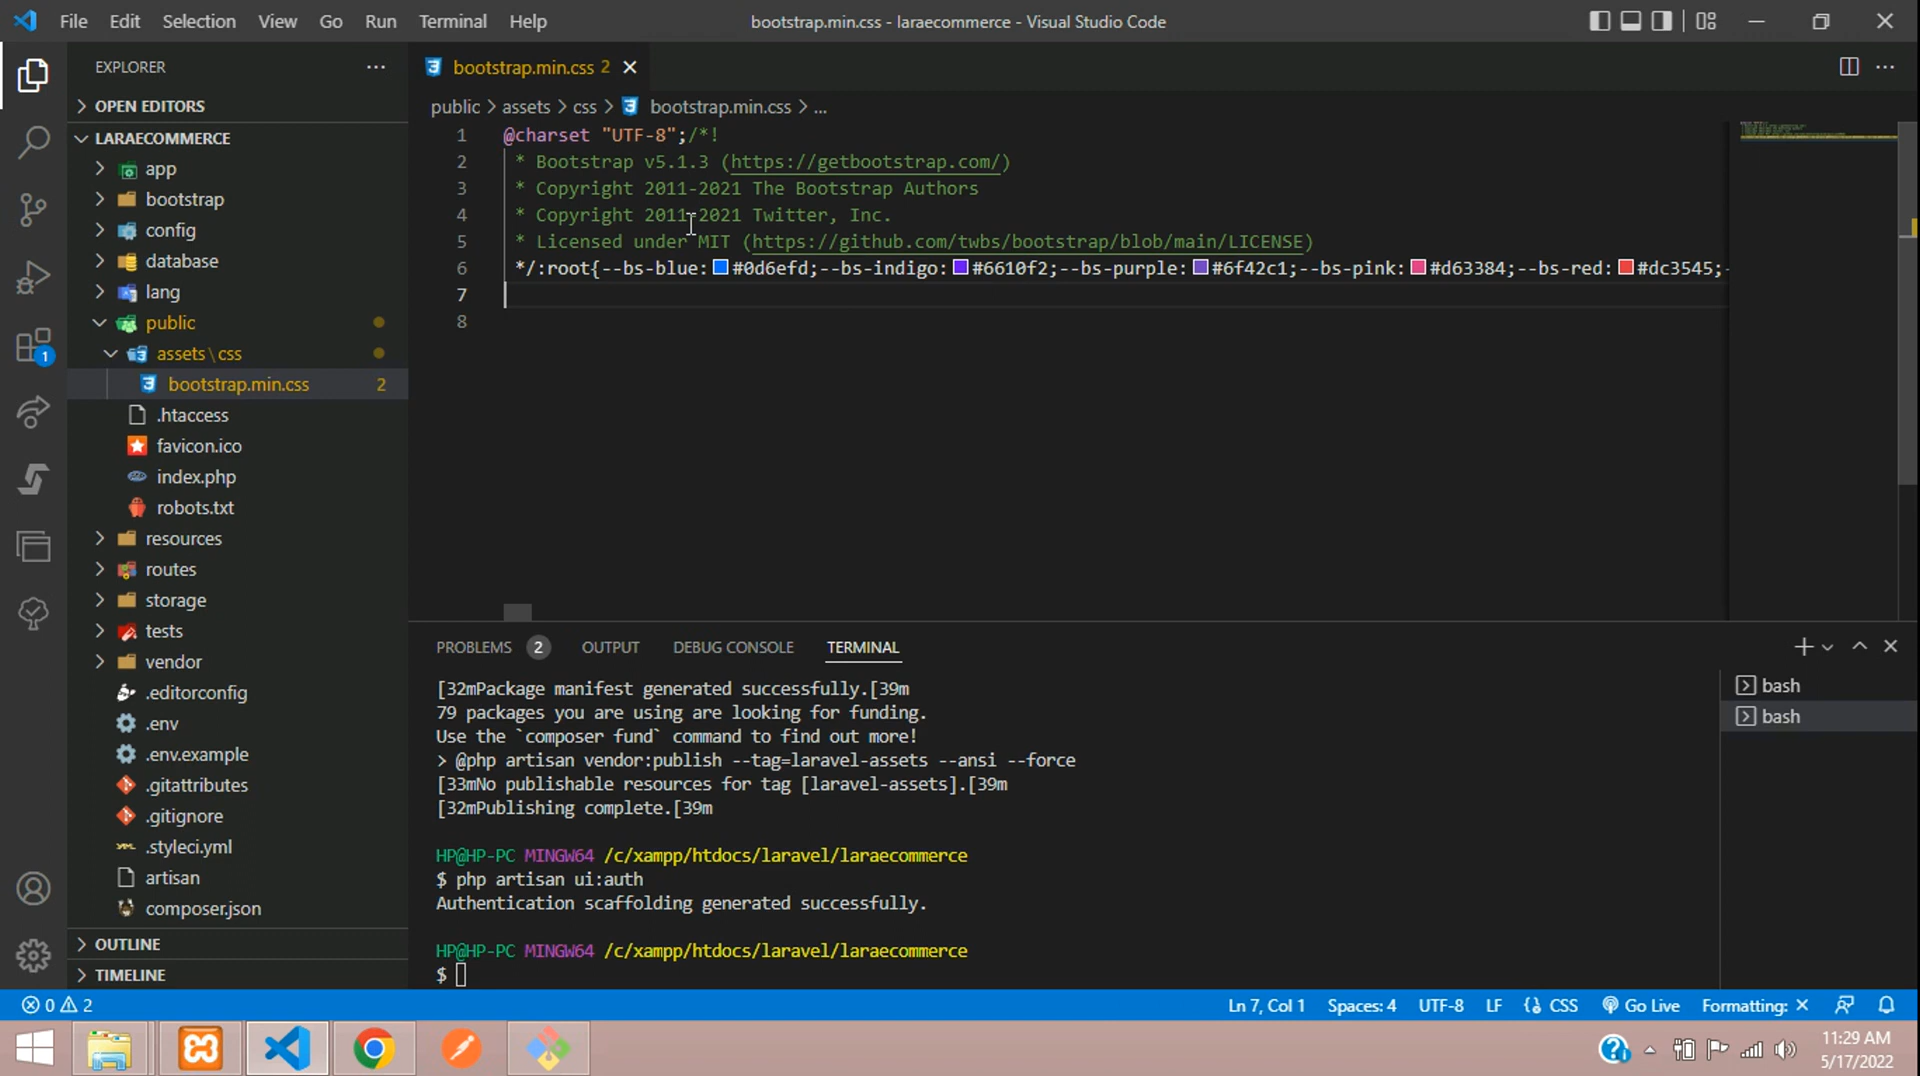 File Edit Selection View Go Run Terminal Help
bootstrap.min.css - laraecommerce - Visual Studio Code
EXPLORER
OPEN EDITORS
LARAECOMMERCE
app
bootstrap
config
database
lang
public
assets\css
bootstrap.min.css 2
.htaccess
favicon.ico
index.php
robots.txt
resources
routes
storage
tests
vendor
.editorconfig
.env
.env.example
.gitattributes
.gitignore
.styleci.yml
artisan
composer.json
OUTLINE
TIMELINE
1
bootstrap.min.css 2
public > assets > css > bootstrap.min.css > ...
1 @charset "UTF-8";/*!
2 * Bootstrap v5.1.3 (https://getbootstrap.com/)
3 * Copyright 2011-2021 The Bootstrap Authors
4 * Copyright 2011-2021 Twitter, Inc.
5 * Licensed under MIT (https://github.com/twbs/bootstrap/blob/main/LICENSE)
6 */:root{--bs-blue:#0d6efd;--bs-indigo:#6610f2;--bs-purple:#6f42c1;--bs-pink:#d63384;--bs-red:#dc3545;-
7
8
PROBLEMS 2 OUTPUT DEBUG CONSOLE TERMINAL
[32mPackage manifest generated successfully.[39m
79 packages you are using are looking for funding.
Use the `composer fund` command to find out more!
> @php artisan vendor:publish --tag=laravel-assets --ansi --force
[33mNo publishable resources for tag [laravel-assets].[39m
[32mPublishing complete.[39m
HP@HP-PC MINGW64 /c/xampp/htdocs/laravel/laraecommerce
$ php artisan ui:auth
Authentication scaffolding generated successfully.
HP@HP-PC MINGW64 /c/xampp/htdocs/laravel/laraecommerce
$
bash
bash
0 2
Ln 7, Col 1 Spaces: 4 UTF-8 LF CSS Go Live Formatting: ×
11:29 AM
5/17/2022